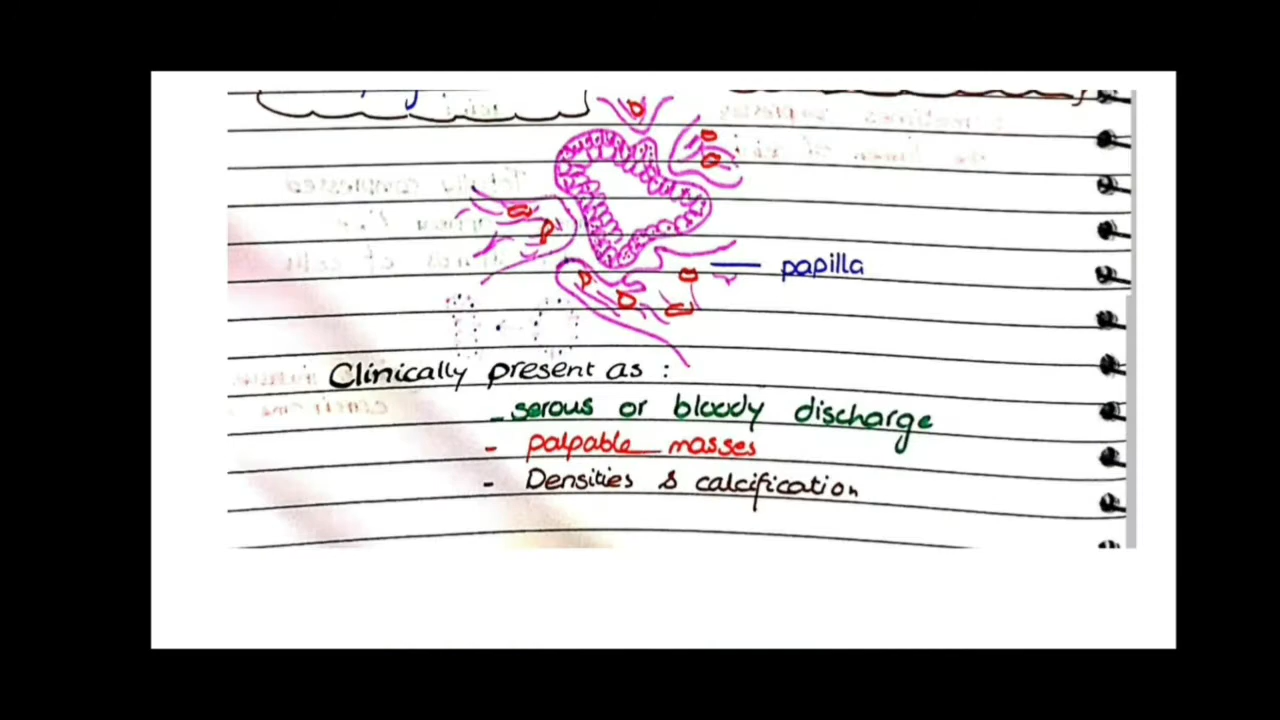 papilla
Clinically present as :
- serous or bloody discharge
- palpable masses
- Densities & calcification